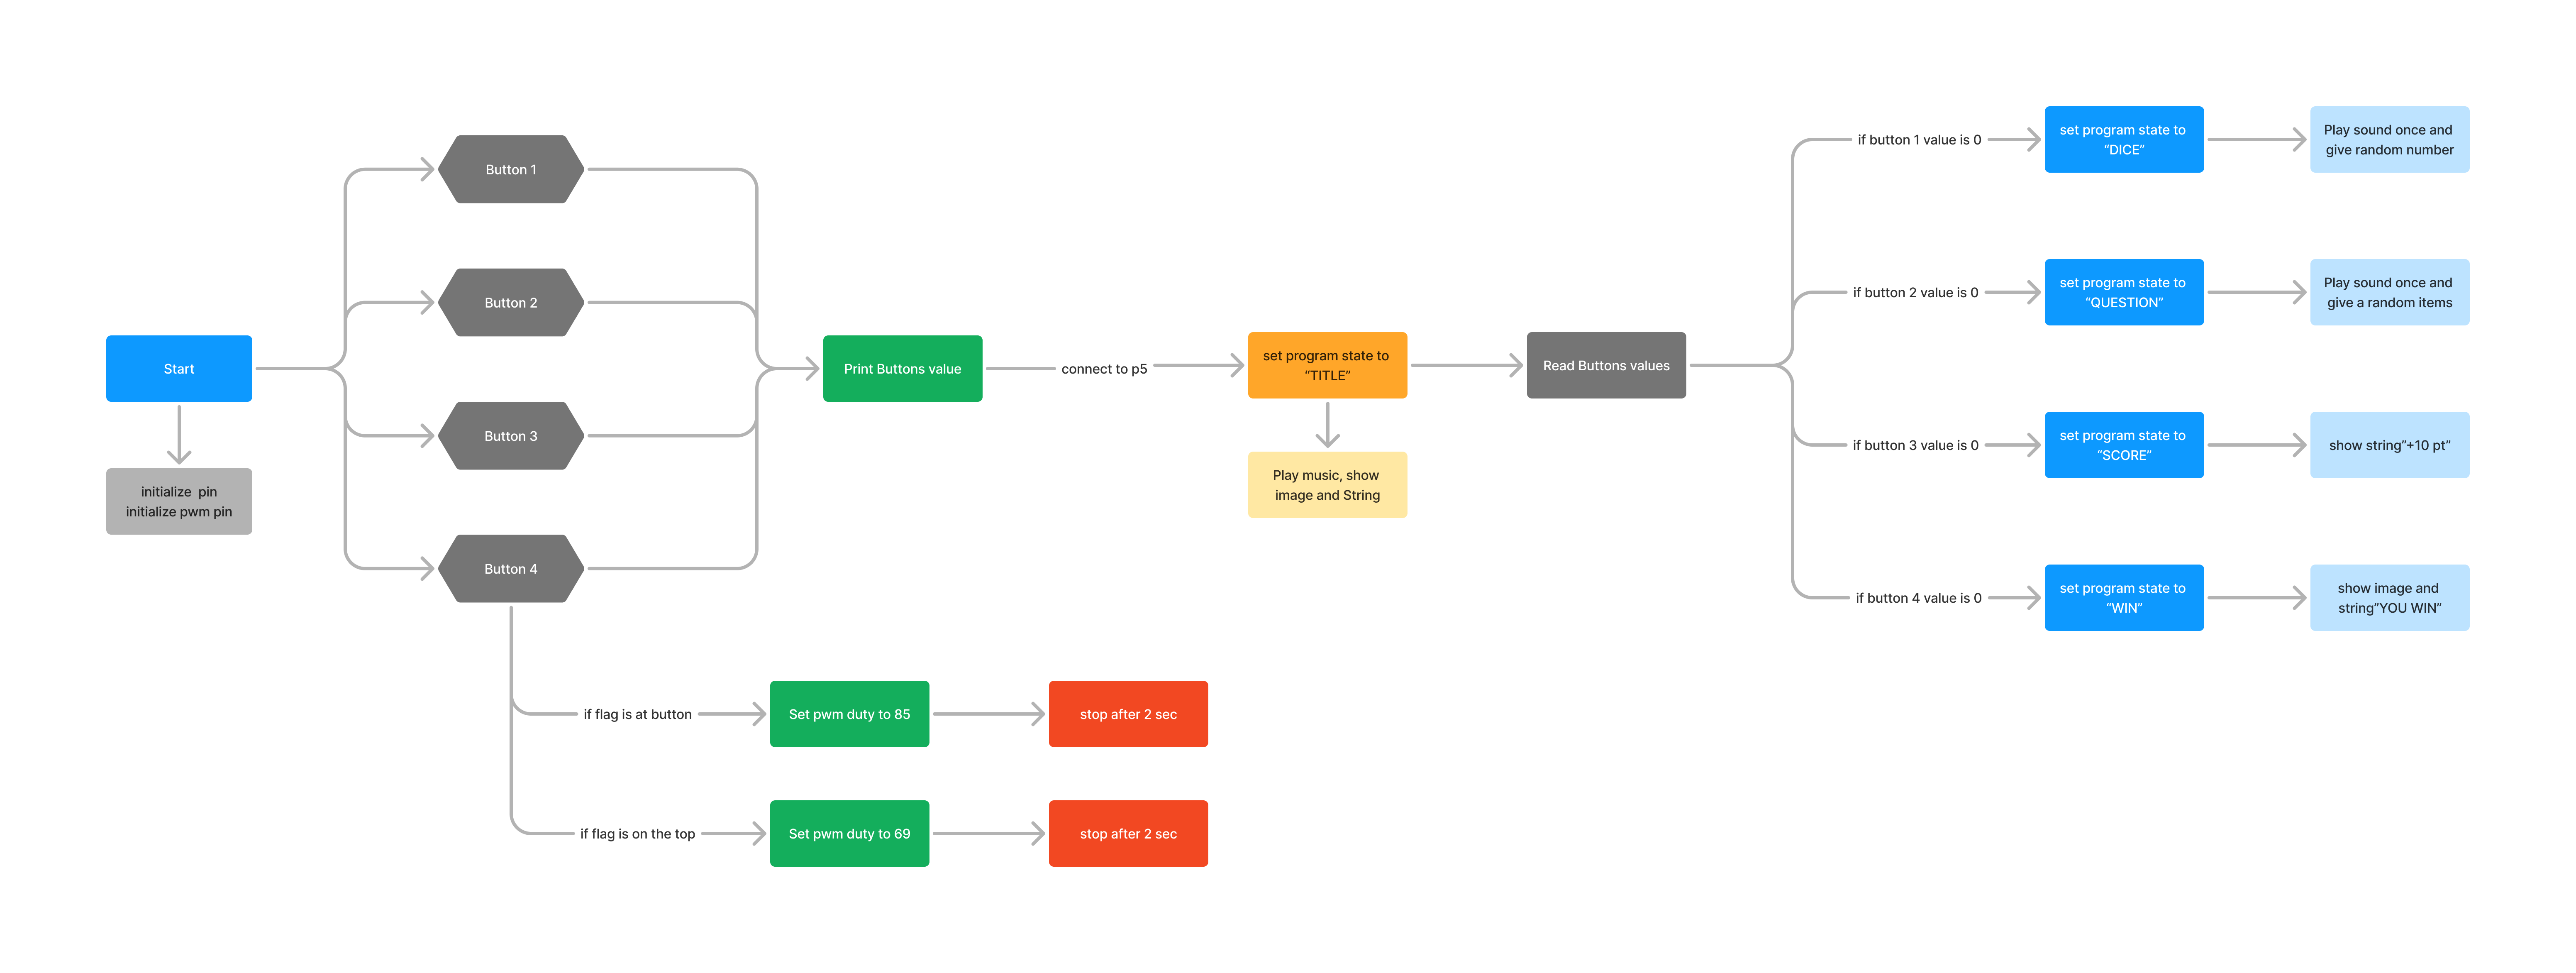 Start
initialize  pin
initialize pwm pin
Button 1
Button 2
Button 3
Button 4
if flag is at button
Set pwm duty to 85
stop after 2 sec
if flag is on the top
Set pwm duty to 69
stop after 2 sec
Print Buttons value
connect to p5
set program state to
“TITLE”
Play music, show
image and String
Read Buttons values
if button 1 value is 0
set program state to
“DICE”
Play sound once and
give random number
if button 2 value is 0
set program state to
“QUESTION”
Play sound once and
give a random items
if button 3 value is 0
set program state to
“SCORE”
show string”+10 pt”
if button 4 value is 0
set program state to
“WIN”
show image and
string”YOU WIN”